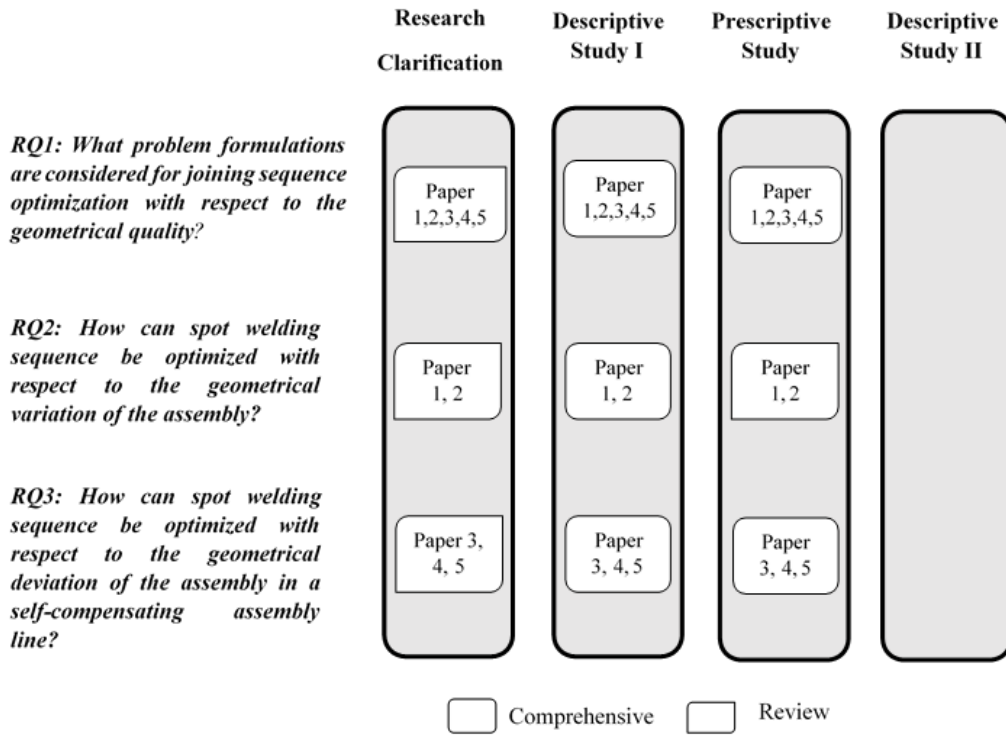 Research
Clarification
Descriptive
Study I
Prescriptive
Study
Descriptive
Study II
RQ1: What problem formulations
are considered for joining sequence
optimization with respect to the
geometrical quality?
Paper
1,2,3,4,5
Paper
1,2,3,4,5
Paper
1,2,3,4,5
RQ2: How can spot welding
sequence be optimized with
respect to the geometrical
variation of the assembly?
Paper
1, 2
Paper
1, 2
Paper
1, 2
RQ3: How can spot welding
sequence be optimized with
respect to the geometrical
deviation of the assembly in a
self-compensating assembly
line?
Paper 3,
4, 5
Paper
3, 4, 5
Paper
3, 4, 5
Comprehensive
Review